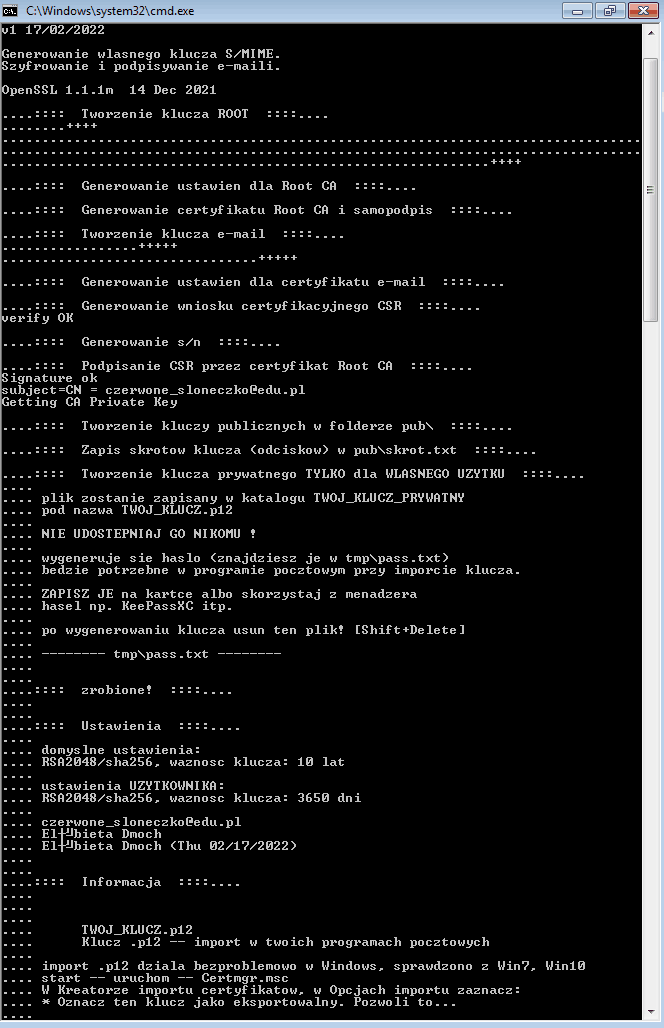 C:\Windows\system32\cmd.exe
v1 17/02/2022
Generowanie wlasnego klucza S/MIME.
Szyfrowanie i podpisywanie e-maili.
OpenSSL 1.1.1m  14 Dec 2021
....::::  Tworzenie klucza ROOT  ::::....
........++++
................................................................................
................................................................................
.............................................................++++
....::::  Generowanie ustawien dla Root CA  ::::....
....::::  Generowanie certyfikatu Root CA i samopodpis  ::::....
....::::  Tworzenie klucza e-mail  ::::....
.................+++++
................................+++++
....::::  Generowanie ustawien dla certyfikatu e-mail  ::::....
....::::  Generowanie wniosku certyfikacyjnego CSR  ::::....
verify OK
....::::  Generowanie s/n  ::::....
....::::  Podpisanie CSR przez certyfikat Root CA  ::::....
Signature ok
subject=CN = czerwone_sloneczko@edu.pl
Getting CA Private Key
....::::  Tworzenie kluczy publicznych w folderze pub\  ::::....
....::::  Zapis skrotow klucza (odciskow) w pub\skrot.txt  ::::....
....::::  Tworzenie klucza prywatnego TYLKO dla WLASNEGO UZYTKU  ::::....
....
.... plik zostanie zapisany w katalogu TWOJ_KLUCZ_PRYWATNY
.... pod nazwa TWOJ_KLUCZ.p12
....
.... NIE UDOSTEPNIAJ GO NIKOMU !
....
.... wygeneruje sie haslo (znajdziesz je w tmp\pass.txt)
.... bedzie potrzebne w programie pocztowym przy imporcie klucza.
....
.... ZAPISZ JE na kartce albo skorzystaj z menadzera
.... hasel np. KeePassXC itp.
....
.... po wygenerowaniu klucza usun ten plik! [Shift+Delete]
....
.... -------- tmp\pass.txt --------
....
....
....::::  zrobione!  ::::....
....
....
....::::  Ustawienia  ::::....
....
.... domyslne ustawienia:
.... RSA2048/sha256, waznosc klucza: 10 lat
....
.... ustawienia UZYTKOWNIKA:
.... RSA2048/sha256, waznosc klucza: 3650 dni
....
.... czerwone_sloneczko@edu.pl
.... El┼╝bieta Dmoch
.... El┼╝bieta Dmoch (Thu 02/17/2022)
....
....
....::::  Informacja  ::::....
....
....
....
....      TWOJ_KLUCZ.p12
....      Klucz .p12 -- import w twoich programach pocztowych
....
.... import .p12 dziala bezproblemowo w Windows, sprawdzono z Win7, Win10
.... start -- uruchom -- Certmgr.msc
.... W Kreatorze importu certyfikatow, w Opcjach importu zaznacz:
.... * Oznacz ten klucz jako eksportowalny. Pozwoli to...
....